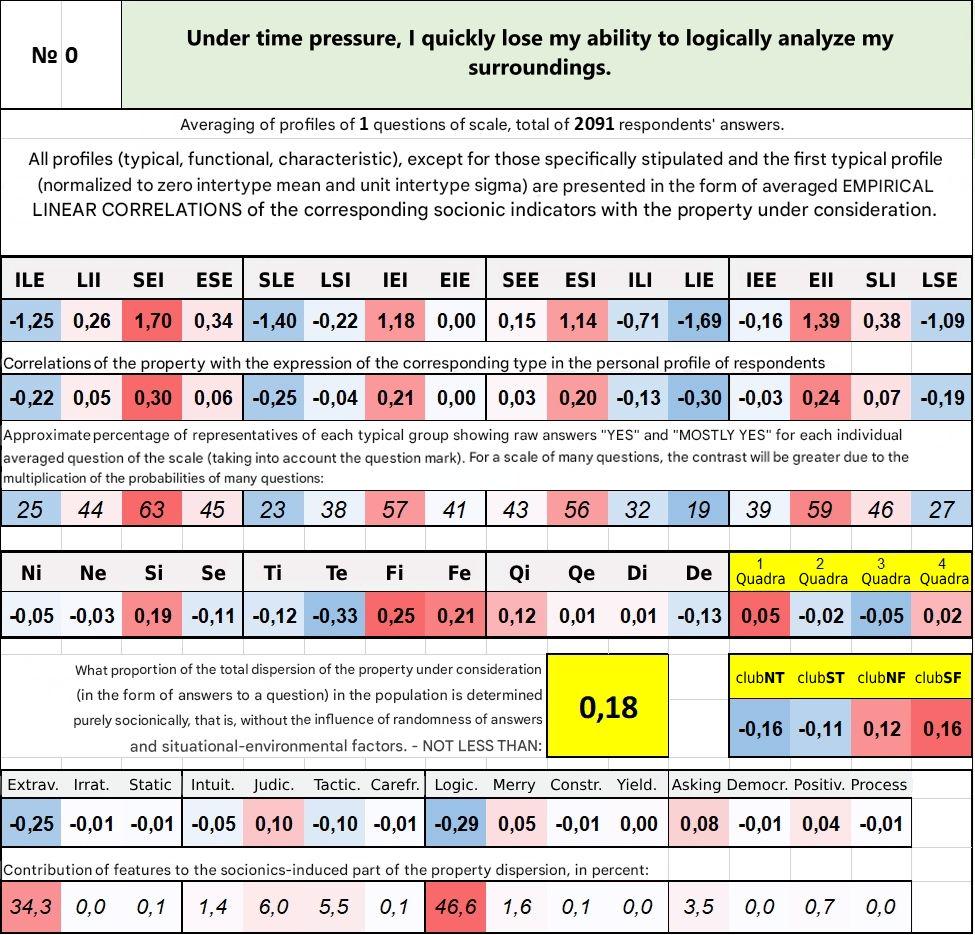 № 0
Under time pressure, I quickly lose my ability to logically analyze my
surroundings.
Averaging of profiles of 1 questions of scale, total of 2091 respondents' answers.
All profiles (typical, functional, characteristic), except for those specifically stipulated and the first typical profile
(normalized to zero intertype mean and unit intertype sigma) are presented in the form of averaged EMPIRICAL
LINEAR CORRELATIONS of the corresponding socionic indicators with the property under consideration.
ILE LII SEI ESE SLE LSI IEI EIE SEE ESI ILI LIE IEE EII SLI LSE
-1,25 0,26 1,70 0,34 -1,40 -0,22 1,18 0,00 0,15 1,14 -0,71 -1,69 -0,16 1,39 0,38 -1,09
Correlations of the property with the expression of the corresponding type in the personal profile of respondents
-0,22 0,05 0,30 0,06 -0,25 -0,04 0,21 0,00 0,03 0,20 -0,13 -0,30 -0,03 0,24 0,07 -0,19
Approximate percentage of representatives of each typical group showing raw answers "YES" and "MOSTLY YES" for each individual
averaged question of the scale (taking into account the question mark). For a scale of many questions, the contrast will be greater due to the
multiplication of the probabilities of many questions:
25 44 63 45 23 38 57 41 43 56 32 19 39 59 46 27
Ni Ne Si Se Ti Te Fi Fe Qi Qe Di De 1 Quadra 2 Quadra 3 Quadra 4 Quadra
-0,05 -0,03 0,19 -0,11 -0,12 -0,33 0,25 0,21 0,12 0,01 0,01 -0,13 0,05 -0,02 -0,05 0,02
What proportion of the total dispersion of the property under consideration
(in the form of answers to a question) in the population is determined
purely socionically, that is, without the influence of randomness of answers
and situational-environmental factors. - NOT LESS THAN:
0,18
clubNT clubST clubNF clubSF
-0,16 -0,11 0,12 0,16
Extrav. Irrat. Static Intuit. Judic. Tactic. Carefr. Logic. Merry Constr. Yield. Asking Democr. Positiv. Process
-0,25 -0,01 -0,01 -0,05 0,10 -0,10 -0,01 -0,29 0,05 -0,01 0,00 0,08 -0,01 0,04 -0,01
Contribution of features to the socionics-induced part of the property dispersion, in percent:
34,3 0,0 0,1 1,4 6,0 5,5 0,1 46,6 1,6 0,1 0,0 3,5 0,0 0,7 0,0